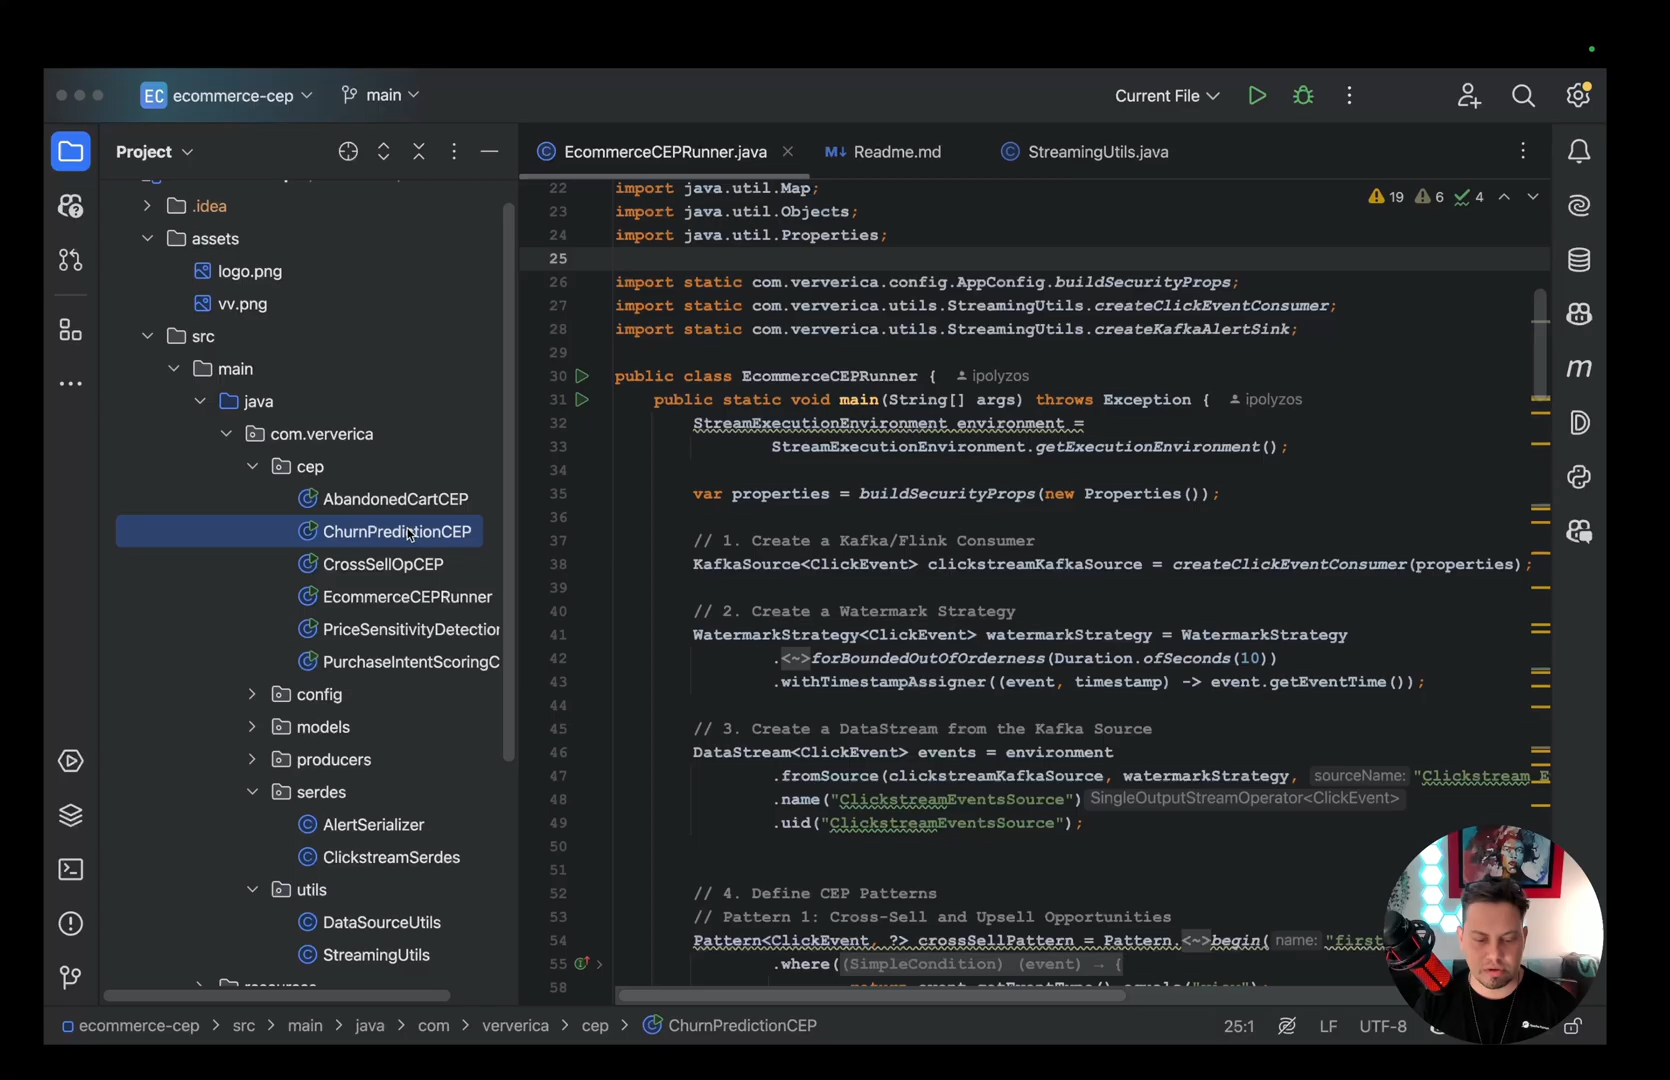 EC ecommerce-cep main Current File
Project
.idea
assets
logo.png
vv.png
src
main
java
com.ververica
cep
AbandonedCartCEP
ChurnPredictionCEP
CrossSellOpCEP
EcommerceCEPRunner
PriceSensitivityDetection
PurchaseIntentScoringC
config
models
producers
serdes
AlertSerializer
ClickstreamSerdes
utils
DataSourceUtils
StreamingUtils
EcommerceCEPRunner.java Readme.md StreamingUtils.java
19 6 4
22 import java.util.Map;
23 import java.util.Objects;
24 import java.util.Properties;
25
26 import static com.ververica.config.AppConfig.buildSecurityProps;
27 import static com.ververica.utils.StreamingUtils.createClickEventConsumer;
28 import static com.ververica.utils.StreamingUtils.createKafkaAlertSink;
29
30 public class EcommerceCEPRunner { ipolyzos
31 public static void main(String[] args) throws Exception { ipolyzos
32 StreamExecutionEnvironment environment =
33 StreamExecutionEnvironment.getExecutionEnvironment();
34
35 var properties = buildSecurityProps(new Properties());
36
37 // 1. Create a Kafka/Flink Consumer
38 KafkaSource<ClickEvent> clickstreamKafkaSource = createClickEventConsumer(properties);
39
40 // 2. Create a Watermark Strategy
41 WatermarkStrategy<ClickEvent> watermarkStrategy = WatermarkStrategy
42 .<~>forBoundedOutOfOrderness(Duration.ofSeconds(10))
43 .withTimestampAssigner((event, timestamp) -> event.getEventTime());
44
45 // 3. Create a DataStream from the Kafka Source
46 DataStream<ClickEvent> events = environment
47 .fromSource(clickstreamKafkaSource, watermarkStrategy, sourceName: "Clickstream E
48 .name("ClickstreamEventsSource") SingleOutputStreamOperator<ClickEvent>
49 .uid("ClickstreamEventsSource");
50
51
52 // 4. Define CEP Patterns
53 // Pattern 1: Cross-Sell and Upsell Opportunities
54 Pattern<ClickEvent, ?> crossSellPattern = Pattern.<~>begin( name: "first
55 .where((SimpleCondition) (event) → {
58
ecommerce-cep > src > main > java > com > ververica > cep > ChurnPredictionCEP 25:1 LF UTF-8